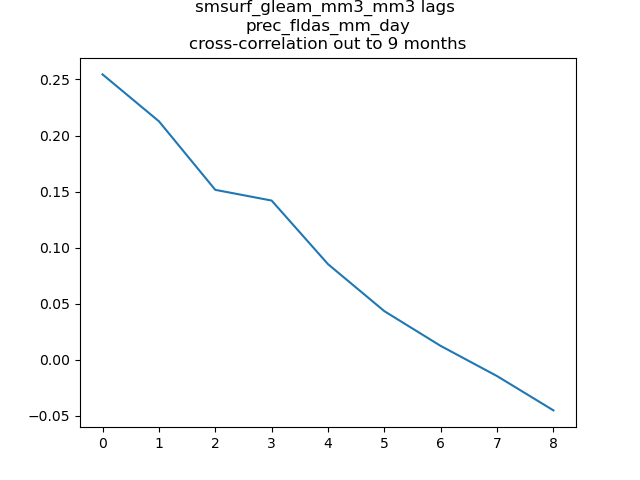 smsurf_gleam_mm3_mm3 lags
prec_fldas_mm_day
cross-correlation out to 9 months
0.25
0.20
0.15
0.10
0.05
0.00
−0.05
0 1 2 3 4 5 6 7 8